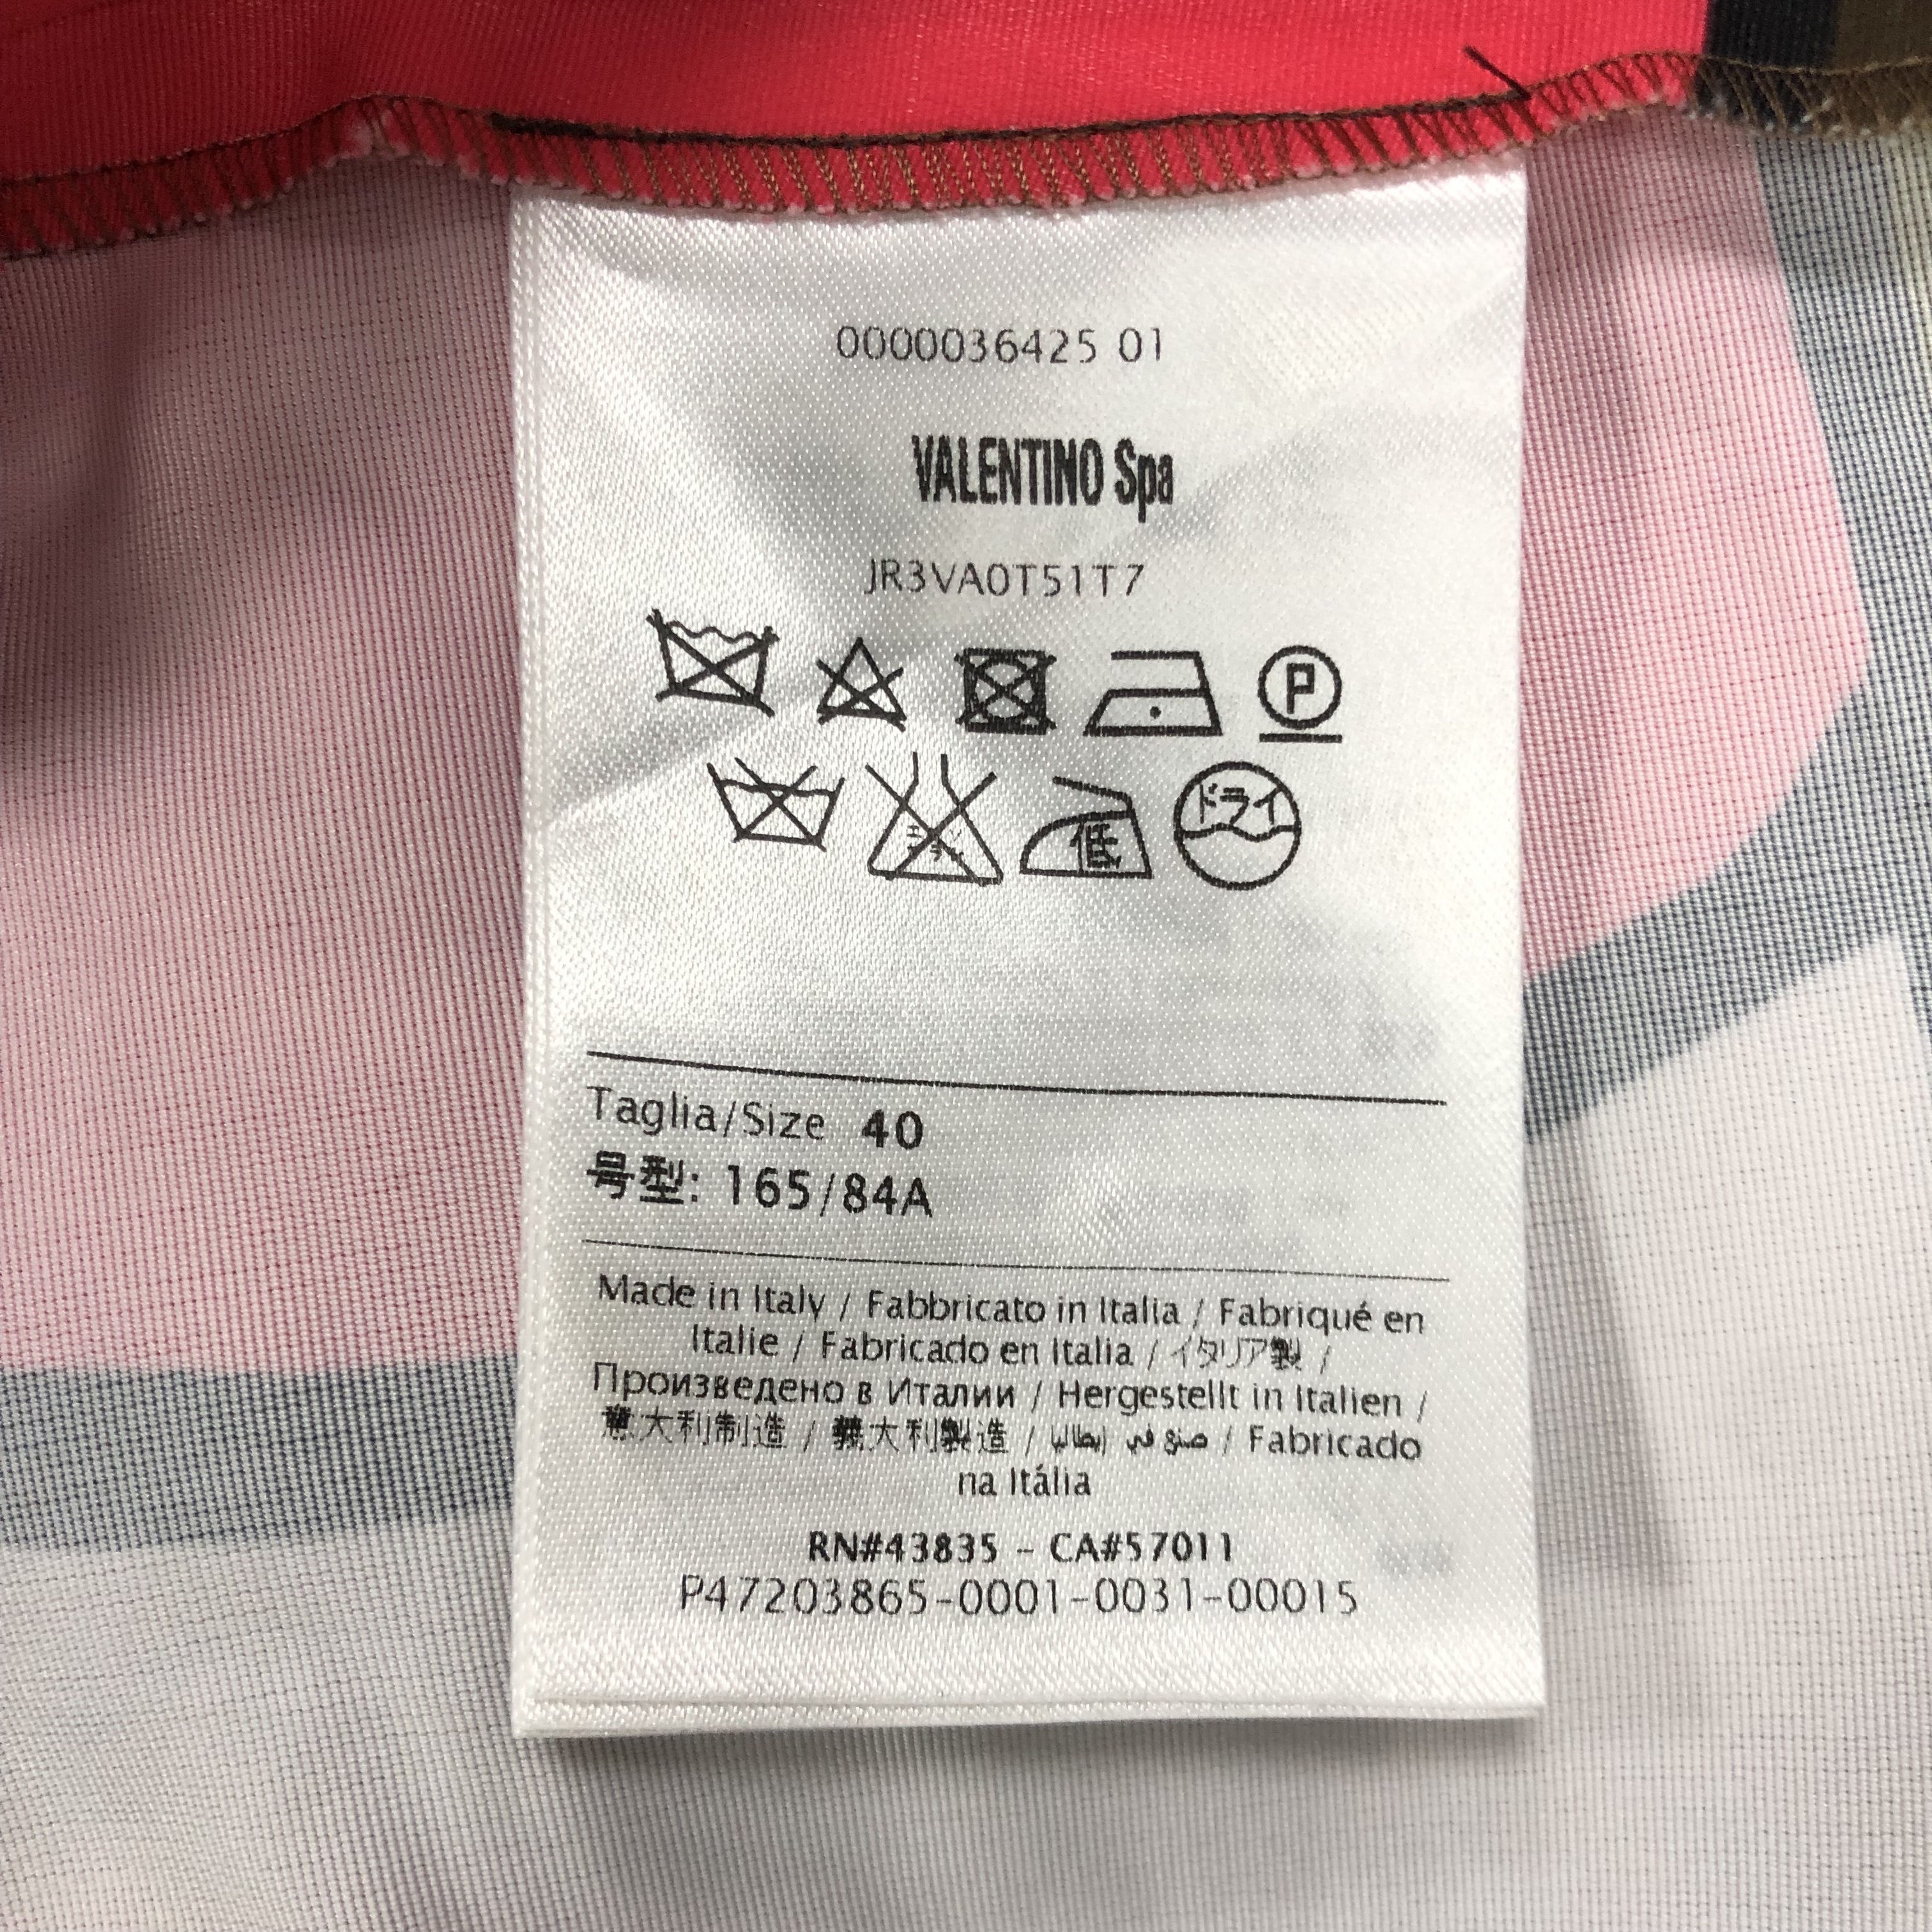 0000036425 01
VALENTINO Spa
JR3VA0T51T7
P
低 ドライ
Taglia/Size 40
号型: 165/84A
Made in Italy / Fabbricato in Italia / Fabriqué en
Italie / Fabricado en Italia / イタリア製 /
Произведено в Италии / Hergestellt in Italien /
意大利制造 / 義大利製造 / صنع في إيطاليا / Fabricado
na Itália
RN#43835 – CA#57011
P47203865-0001-0031-00015